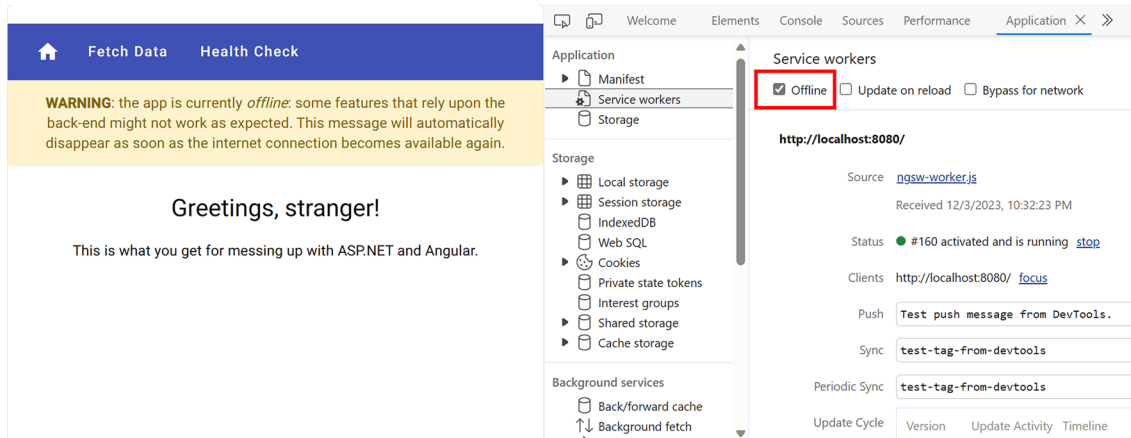 Fetch Data Health Check
WARNING: the app is currently offline: some features that rely upon the
back-end might not work as expected. This message will automatically
disappear as soon as the internet connection becomes available again.
Greetings, stranger!
This is what you get for messing up with ASP.NET and Angular.
Welcome Elements Console Sources Performance Application
Application
Manifest
Service workers
Storage
Storage
Local storage
Session storage
IndexedDB
Web SQL
Cookies
Private state tokens
Interest groups
Shared storage
Cache storage
Background services
Back/forward cache
Background fetch
Service workers
Offline Update on reload Bypass for network
http://localhost:8080/
Source ngsw-worker.js
Received 12/3/2023, 10:32:23 PM
Status #160 activated and is running stop
Clients http://localhost:8080/ focus
Push Test push message from DevTools.
Sync test-tag-from-devtools
Periodic Sync test-tag-from-devtools
Update Cycle Version Update Activity Timeline